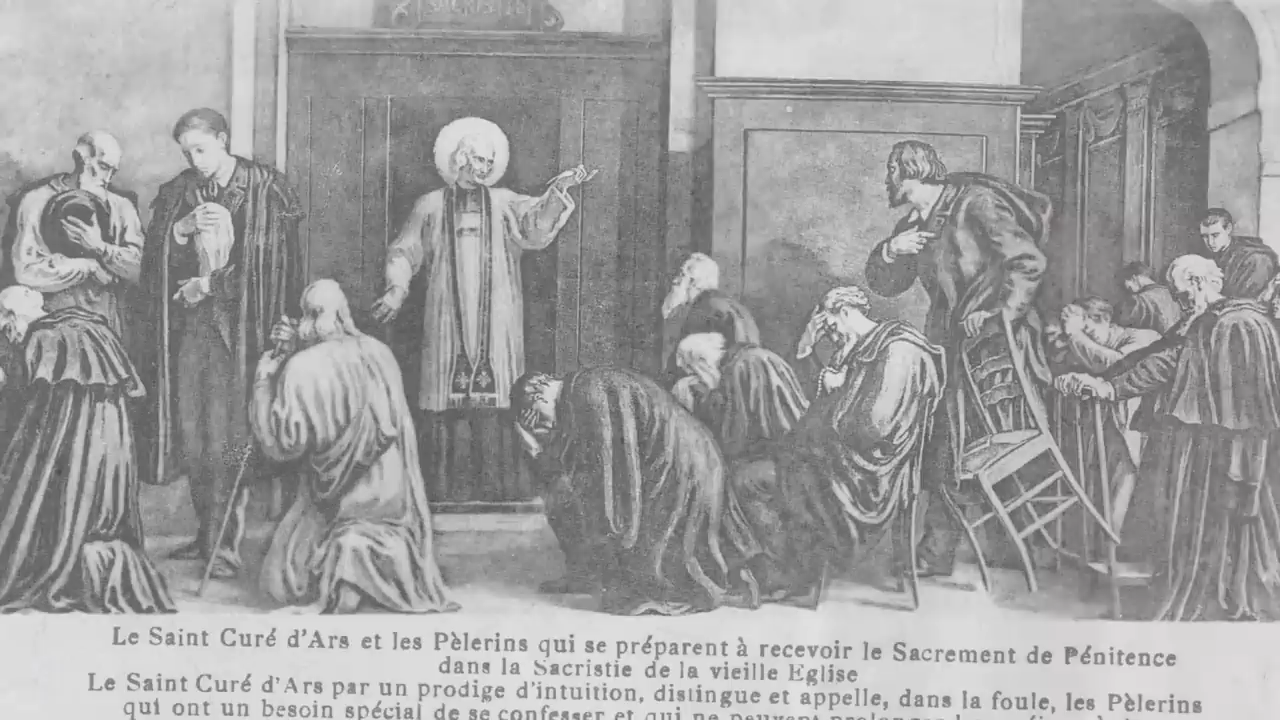 SACRISTIE
Le Saint Curé d'Ars et les Pèlerins qui se préparent à recevoir le Sacrement de Pénitence
dans la Sacristie de la vieille Eglise
Le Saint Curé d'Ars par un prodige d'intuition, distingue et appelle, dans la foule, les Pèlerins
qui ont un besoin spécial de se confesser et qui ne peuvent prolonger